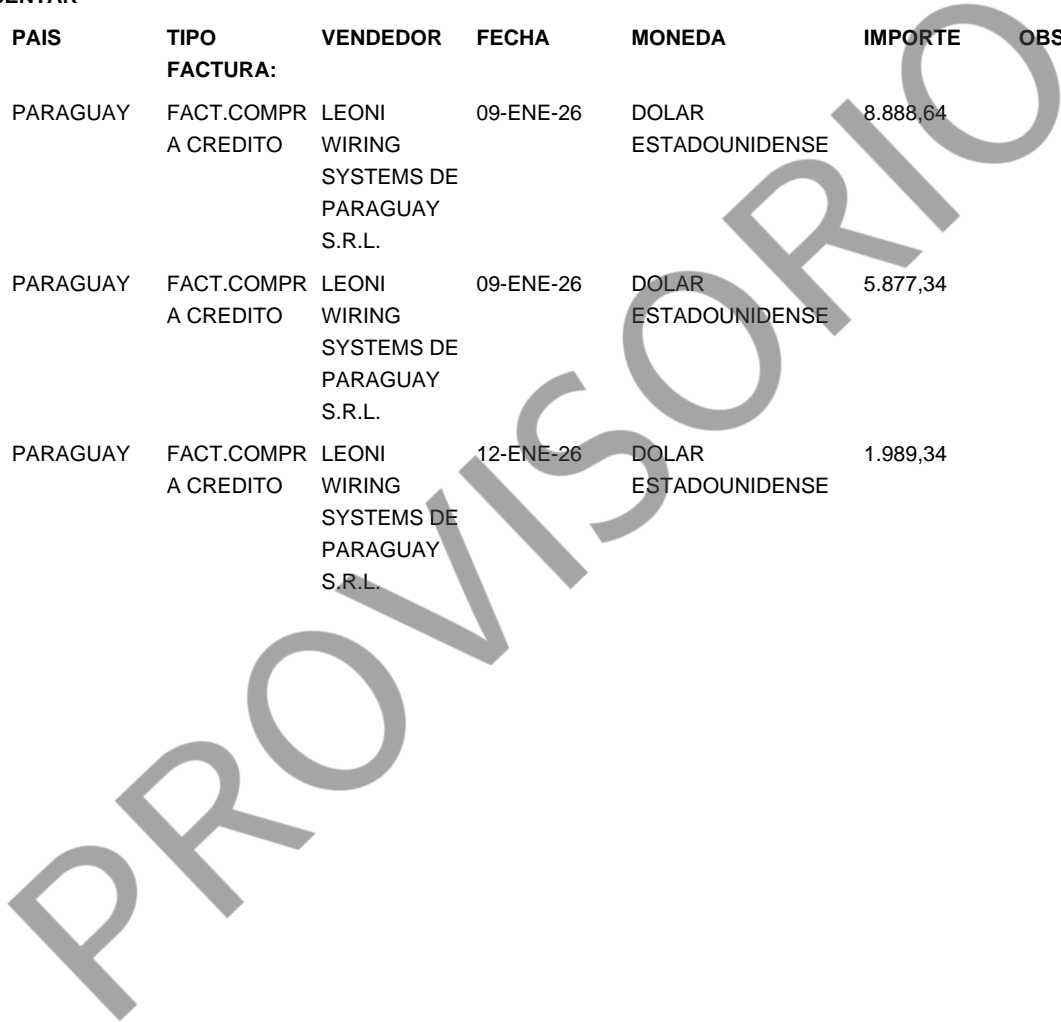 PAIS TIPO VENDEDOR FECHA MONEDA IMPORTE OBS
FACTURA:
PARAGUAY FACT.COMPR LEONI 09-ENE-26 DOLAR 8.888,64
A CREDITO WIRING ESTADOUNIDENSE
SYSTEMS DE
PARAGUAY
S.R.L.
PARAGUAY FACT.COMPR LEONI 09-ENE-26 DOLAR 5.877,34
A CREDITO WIRING ESTADOUNIDENSE
SYSTEMS DE
PARAGUAY
S.R.L.
PARAGUAY FACT.COMPR LEONI 12-ENE-26 DOLAR 1.989,34
A CREDITO WIRING ESTADOUNIDENSE
SYSTEMS DE
PARAGUAY
S.R.L.
PROVISORIO